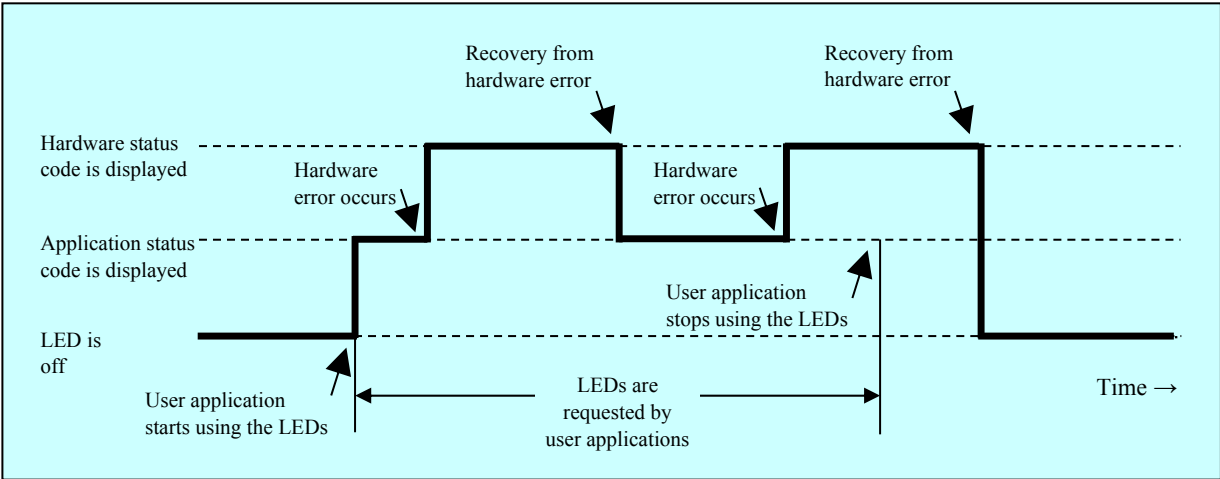 Recovery from
hardware error
Recovery from
hardware error
Hardware status
code is displayed
Hardware
error occurs
Hardware
error occurs
Application status
code is displayed
User application
stops using the LEDs
LED is
off
User application
starts using the LEDs
LEDs are
requested by
user applications
Time →